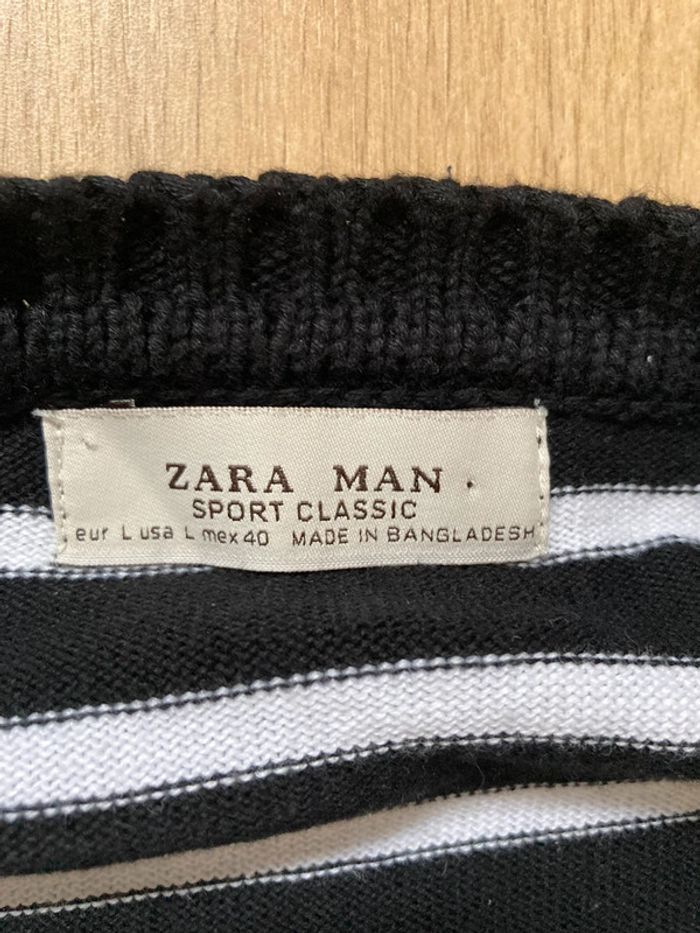 ZARA MAN.
SPORT CLASSIC
eur L usa L mex 40 MADE IN BANGLADESH